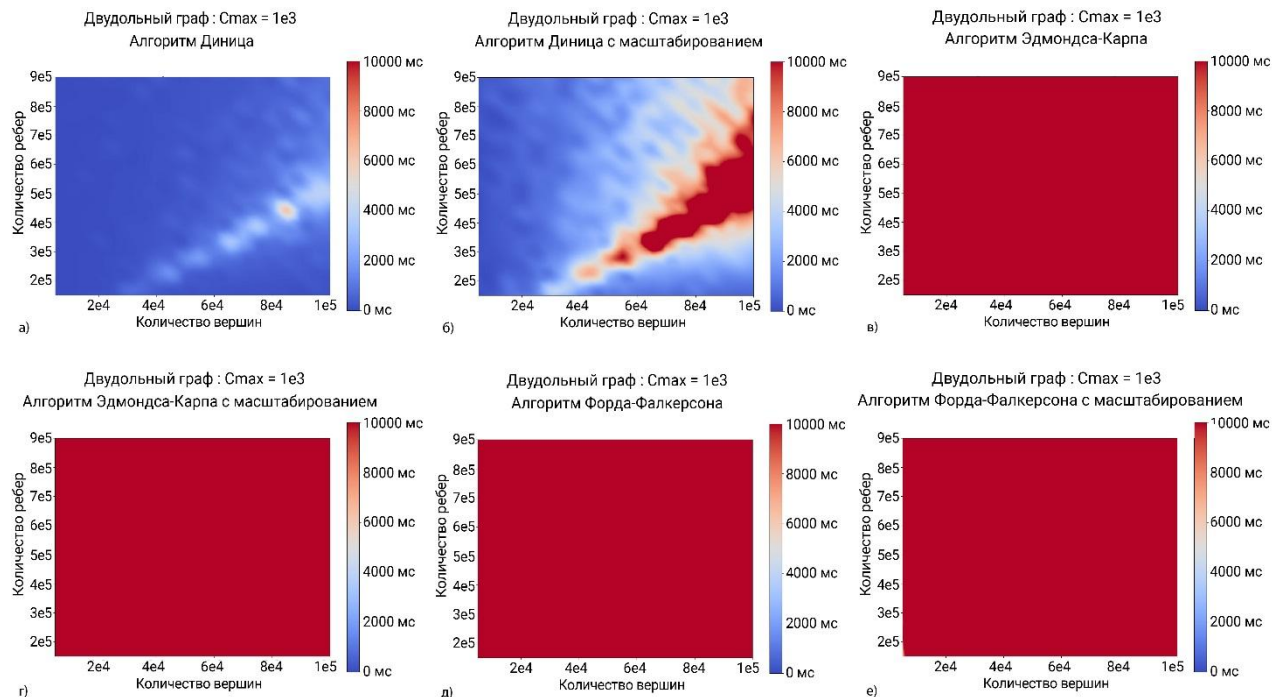 Двудольный граф : Cmax = 1e3
Алгоритм Диница
Количество ребер
9e5
8e5
7e5
6e5
5e5
4e5
3e5
2e5
2e4
4e4
6e4
8e4
1e5
Количество вершин
10000 мс
8000 мс
6000 мс
4000 мс
2000 мс
0 мс
а)
Двудольный граф : Cmax = 1e3
Алгоритм Диница с масштабированием
Количество ребер
9e5
8e5
7e5
6e5
5e5
4e5
3e5
2e5
2e4
4e4
6e4
8e4
1e5
Количество вершин
10000 мс
8000 мс
6000 мс
4000 мс
2000 мс
0 мс
б)
Двудольный граф : Cmax = 1e3
Алгоритм Эдмондса-Карпа
Количество ребер
9e5
8e5
7e5
6e5
5e5
4e5
3e5
2e5
2e4
4e4
6e4
8e4
1e5
Количество вершин
10000 мс
8000 мс
6000 мс
4000 мс
2000 мс
0 мс
в)
Двудольный граф : Cmax = 1e3
Алгоритм Эдмондса-Карпа с масштабированием
Количество ребер
9e5
8e5
7e5
6e5
5e5
4e5
3e5
2e5
2e4
4e4
6e4
8e4
1e5
Количество вершин
10000 мс
8000 мс
6000 мс
4000 мс
2000 мс
0 мс
г)
Двудольный граф : Cmax = 1e3
Алгоритм Форда-Фалкерсона
Количество ребер
9e5
8e5
7e5
6e5
5e5
4e5
3e5
2e5
2e4
4e4
6e4
8e4
1e5
Количество вершин
10000 мс
8000 мс
6000 мс
4000 мс
2000 мс
0 мс
д)
Двудольный граф : Cmax = 1e3
Алгоритм Форда-Фалкерсона с масштабированием
Количество ребер
9e5
8e5
7e5
6e5
5e5
4e5
3e5
2e5
2e4
4e4
6e4
8e4
1e5
Количество вершин
10000 мс
8000 мс
6000 мс
4000 мс
2000 мс
0 мс
е)